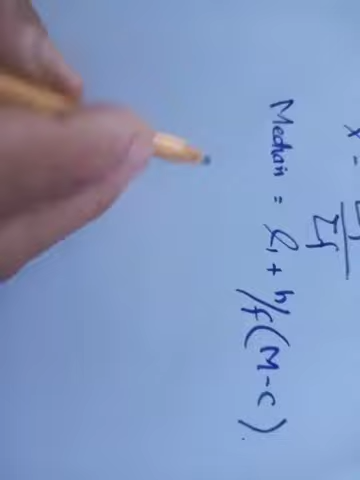 x = Σf
Median = l₁ + h/f (M - C).